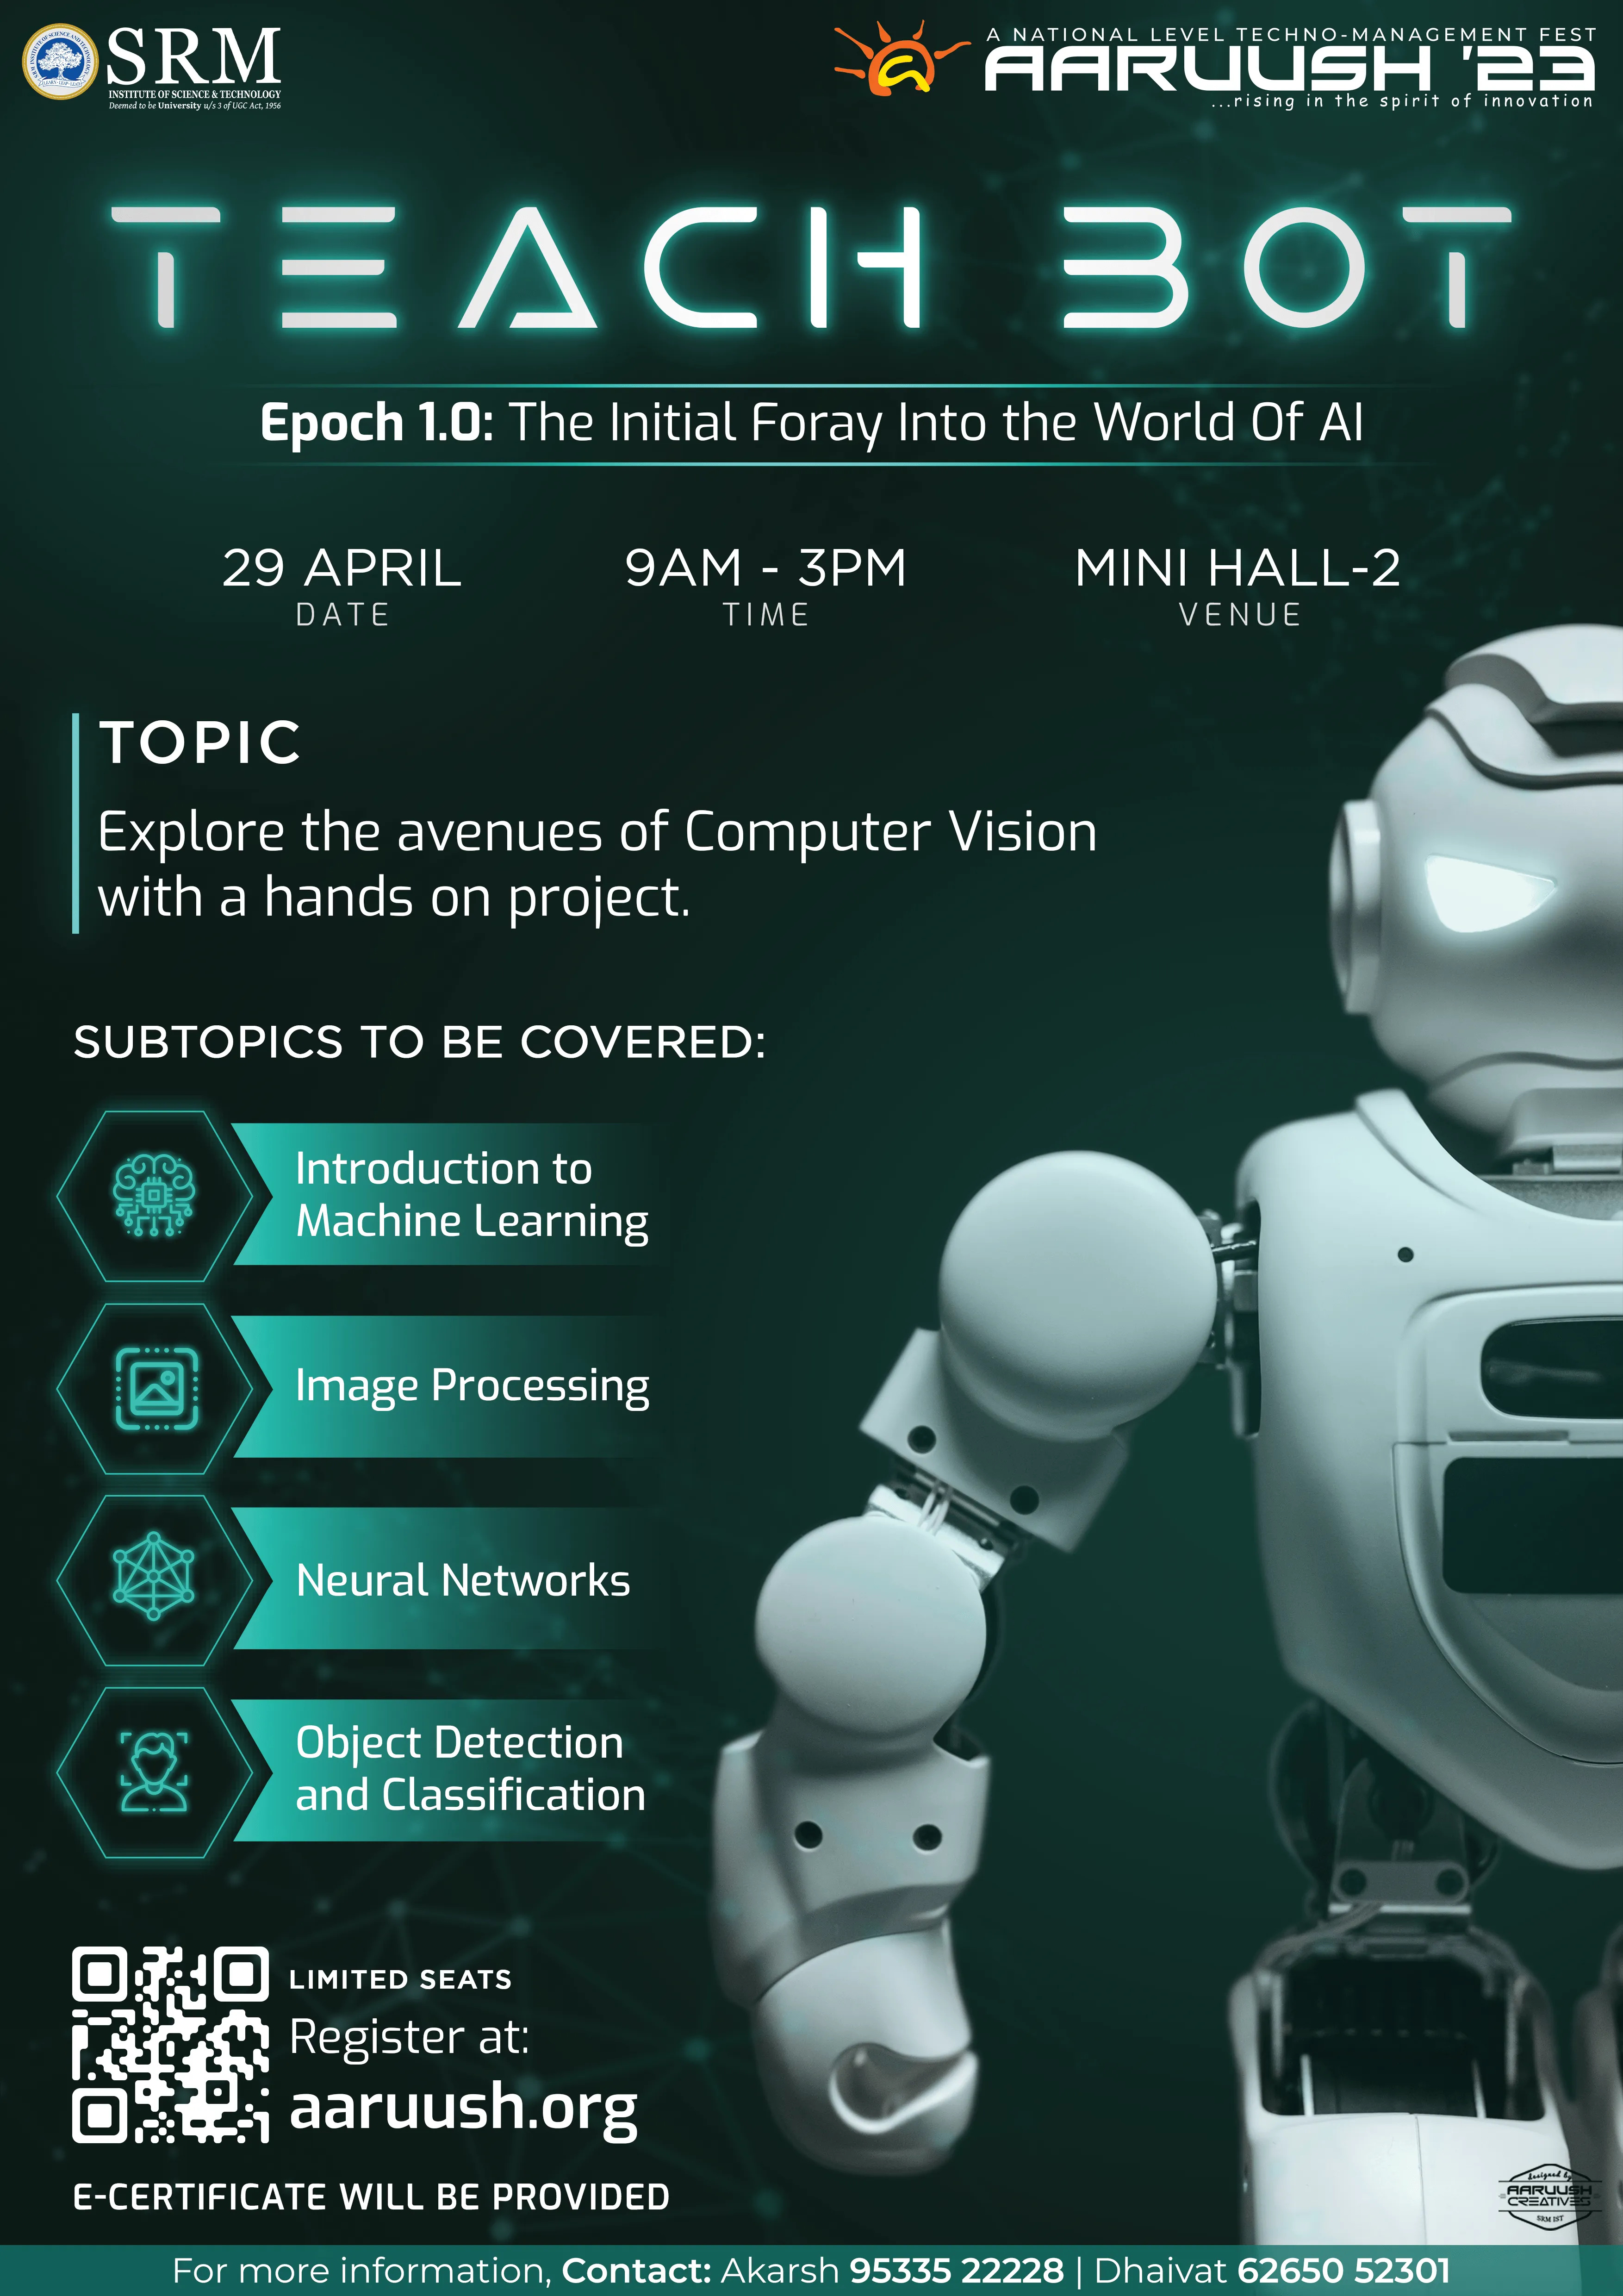 SRM
INSTITUTE OF SCIENCE & TECHNOLOGY
Deemed to be University u/s 3 of UGC Act, 1956
A NATIONAL LEVEL TECHNO-MANAGEMENT FEST
AARUUSH '23
...rising in the spirit of innovation
TEACH BOT
Epoch 1.0: The Initial Foray Into the World Of AI
29 APRIL
DATE
9AM - 3PM
TIME
MINI HALL-2
VENUE
TOPIC
Explore the avenues of Computer Vision
with a hands on project.
SUBTOPICS TO BE COVERED:
Introduction to
Machine Learning
Image Processing
Neural Networks
Object Detection
and Classification
LIMITED SEATS
Register at:
aaruush.org
E-CERTIFICATE WILL BE PROVIDED
designed by
AARUUSH
CREATIVES
SRM IST
For more information, Contact: Akarsh 95335 22228 | Dhaivat 62650 52301